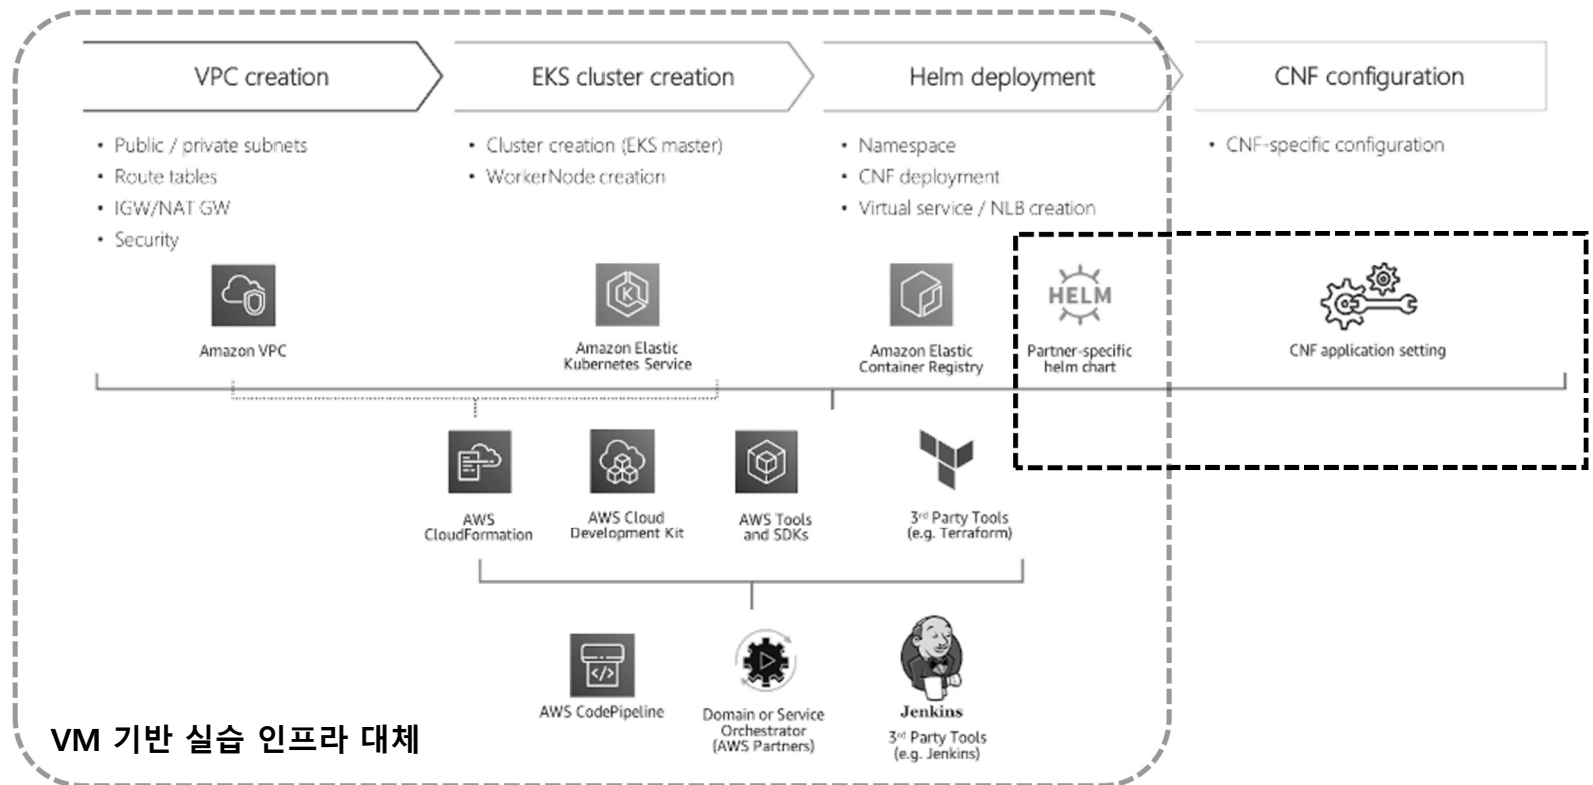 VPC creation
EKS cluster creation
Helm deployment
CNF configuration
• Public / private subnets
• Route tables
• IGW/NAT GW
• Security
• Cluster creation (EKS master)
• WorkerNode creation
• Namespace
• CNF deployment
• Virtual service / NLB creation
• CNF-specific configuration
Amazon VPC
K
Amazon Elastic
Kubernetes Service
Amazon Elastic
Container Registry
HELM
Partner-specific
helm chart
CNF application setting
AWS
CloudFormation
AWS Cloud
Development Kit
AWS Tools
and SDKs
3rd Party Tools
(e.g. Terraform)
</>
AWS CodePipeline
Domain or Service
Orchestrator
(AWS Partners)
Jenkins
3rd Party Tools
(e.g. Jenkins)
VM 기반 실습 인프라 대체